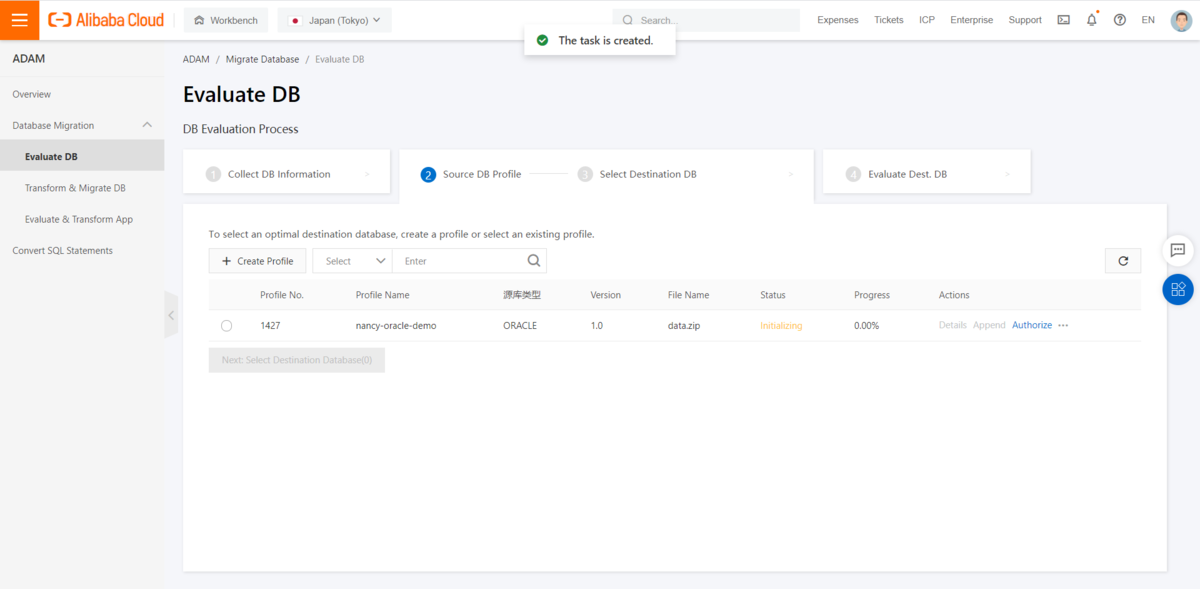 Alibaba Cloud
Workbench
Japan (Tokyo)
Search...
Expenses
Tickets
ICP
Enterprise
Support
EN
The task is created.
ADAM
Overview
Database Migration
Evaluate DB
Transform & Migrate DB
Evaluate & Transform App
Convert SQL Statements
ADAM / Migrate Database / Evaluate DB
Evaluate DB
DB Evaluation Process
1 Collect DB Information
2 Source DB Profile
3 Select Destination DB
4 Evaluate Dest. DB
To select an optimal destination database, create a profile or select an existing profile.
+ Create Profile
Select
Enter
Profile No. Profile Name 源库类型 Version File Name Status Progress Actions
1427 nancy-oracle-demo ORACLE 1.0 data.zip Initializing 0.00% Details Append Authorize ···
Next: Select Destination Database(0)